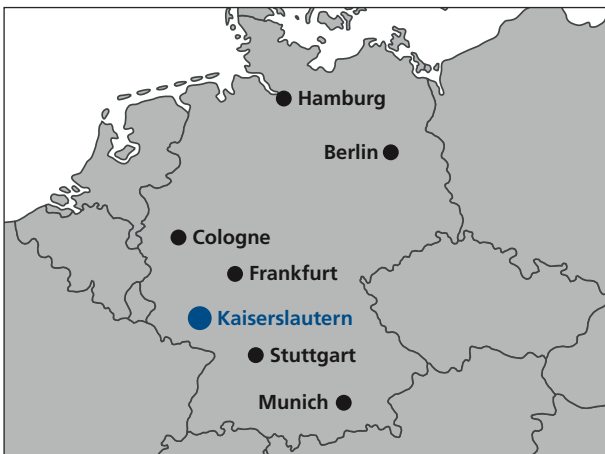 Hamburg
Berlin
Cologne
Frankfurt
Kaiserslautern
Stuttgart
Munich